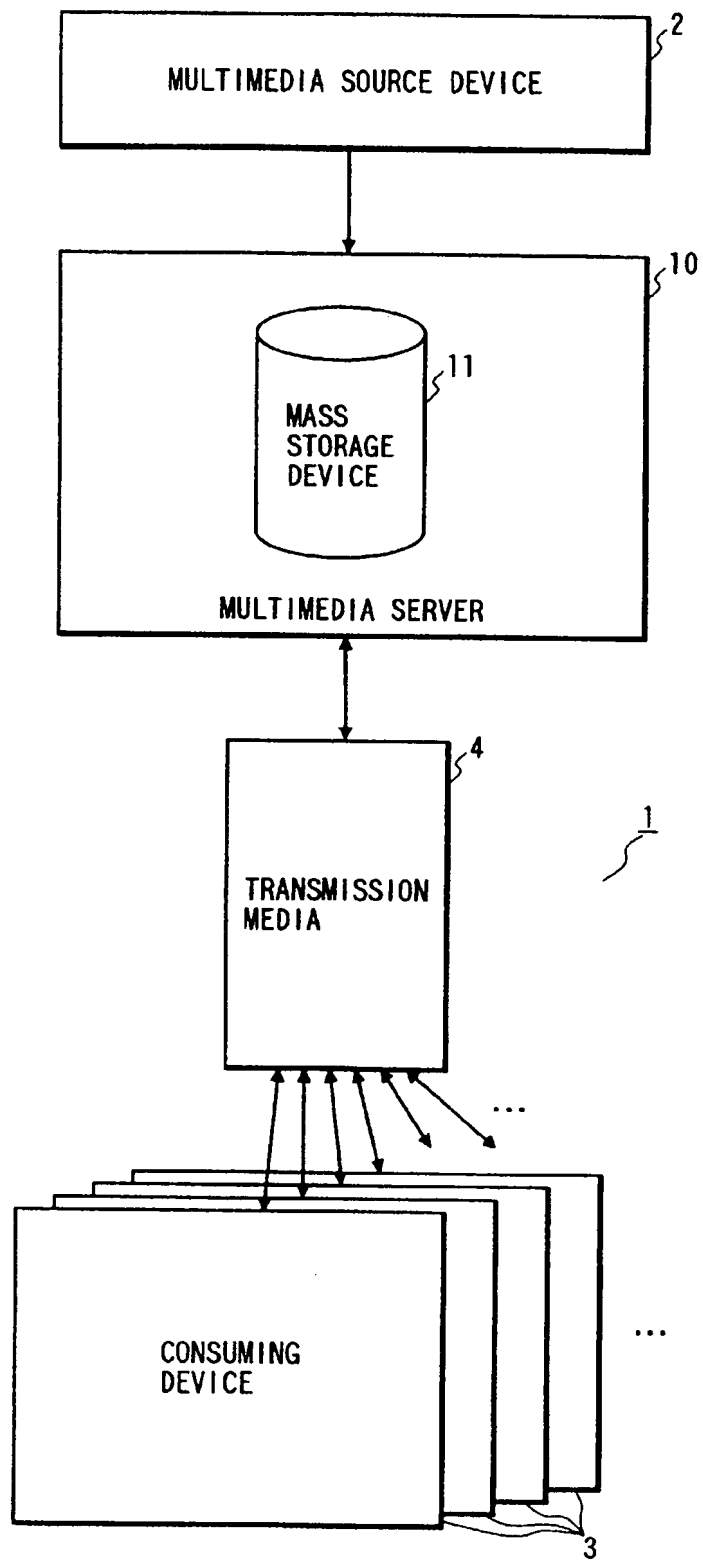 2
MULTIMEDIA SOURCE DEVICE
10
11
MASS
STORAGE
DEVICE
MULTIMEDIA SERVER
4
TRANSMISSION
MEDIA
1
...
CONSUMING
DEVICE
...
3